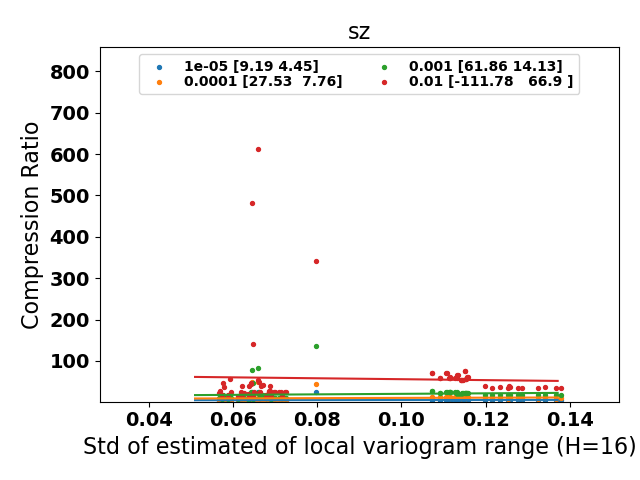 sz
1e-05 [9.19 4.45]
0.0001 [27.53  7.76]
0.001 [61.86 14.13]
0.01 [-111.78   66.9 ]
Compression Ratio
800
700
600
500
400
300
200
100
0.04 0.06 0.08 0.10 0.12 0.14
Std of estimated of local variogram range (H=16)